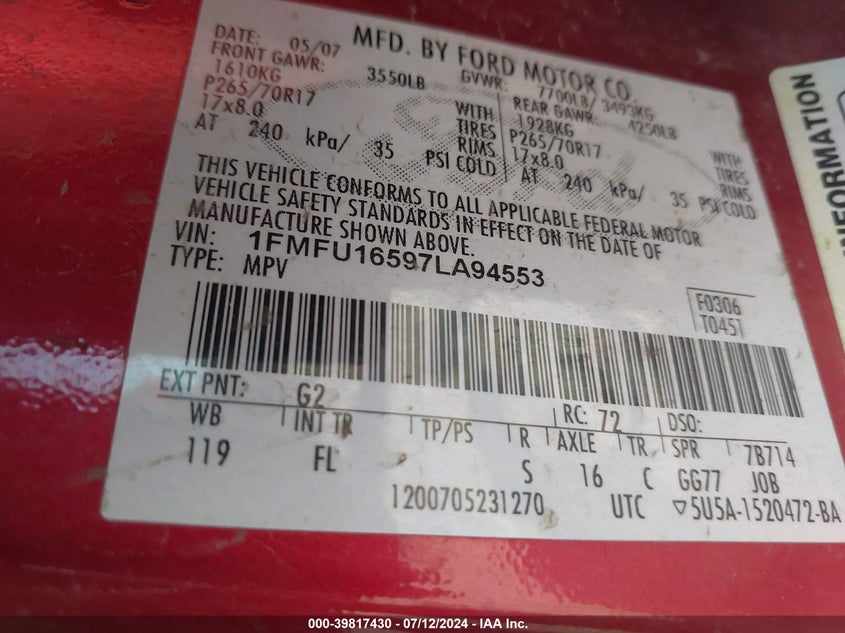 DATE: 05/07 MFD. BY FORD MOTOR CO.
FRONT GAWR: 3550LB GVWR: 7700LB/ 3493KG
1610KG WITH REAR GAWR: 4250LB
P265/70R17 TIRES 1928KG WITH
17x8.0 RIMS P265/70R17 TIRES
AT 240 kPa/ 35 PSI COLD 17x8.0 RIMS
AT 240 kPa/ 35 PSI COLD
THIS VEHICLE CONFORMS TO ALL APPLICABLE FEDERAL MOTOR
VEHICLE SAFETY STANDARDS IN EFFECT ON THE DATE OF
MANUFACTURE SHOWN ABOVE.
VIN: 1FMFU16597LA94553
TYPE: MPV
F0306
T0451
EXT PNT: G2 RC: 72 DSO:
WB INT TR TP/PS R AXLE TR SPR 7B714
119 FL S 16 C GG77 JOB
1200705231270 UTC ▽5U5A-1520472-BA
Ford
INFORMATION
000-39817430 - 07/12/2024 - IAA Inc.